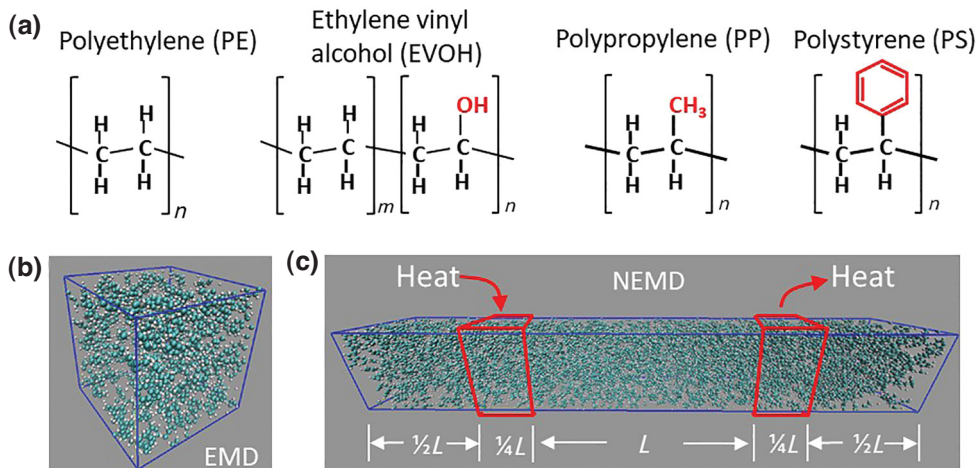 (a)
Polyethylene (PE)
H H
C C
H H
n
Ethylene vinyl
alcohol (EVOH)
H H
C C
H H
m
H OH
C C
H H
n
Polypropylene (PP)
H CH₃
C C
H H
n
Polystyrene (PS)
H
C C
H H
n
(b)
EMD
(c)
Heat
NEMD
Heat
½L
¼L
L
¼L
½L